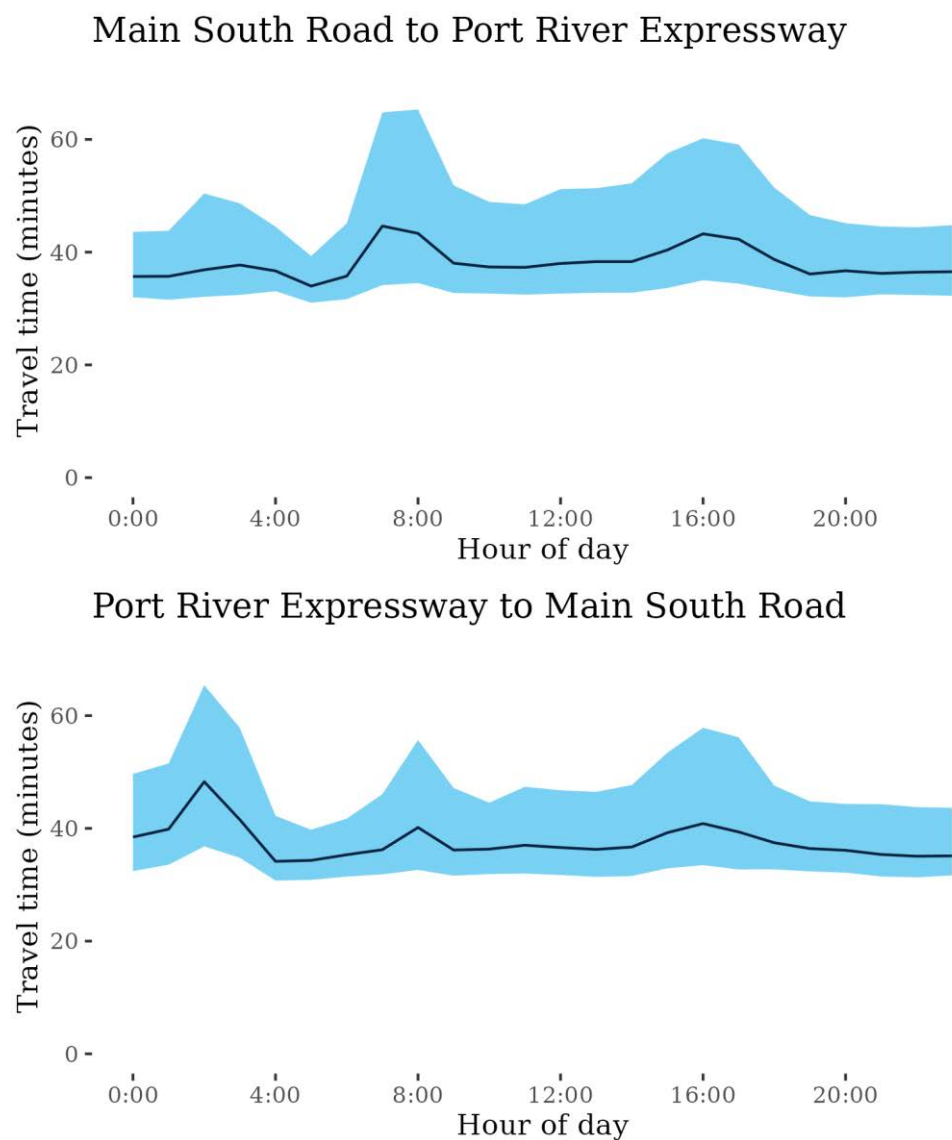 Main South Road to Port River Expressway
Travel time (minutes)
60
40
20
0
0:00 4:00 8:00 12:00 16:00 20:00
Hour of day
Port River Expressway to Main South Road
Travel time (minutes)
60
40
20
0
0:00 4:00 8:00 12:00 16:00 20:00
Hour of day